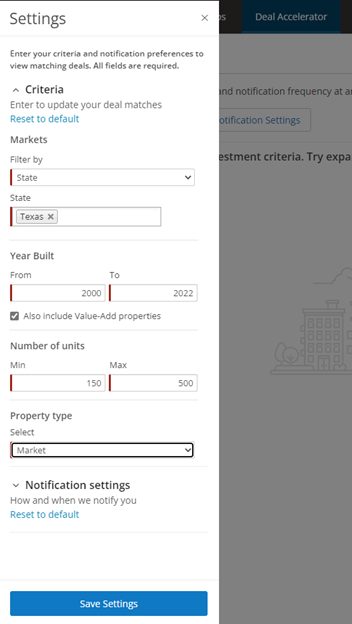 Settings
×
ps
Deal Accelerator
Enter your criteria and notification preferences to
view matching deals. All fields are required.
Criteria
Enter to update your deal matches
Reset to default
and notification frequency at an
Notification Settings
Markets
Filter by
State
estment criteria. Try expa
State
Texas ×
Year Built
From To
2000 2022
Also include Value-Add properties
Number of units
Min Max
150 500
Property type
Select
Market
Notification settings
How and when we notify you
Reset to default
Save Settings